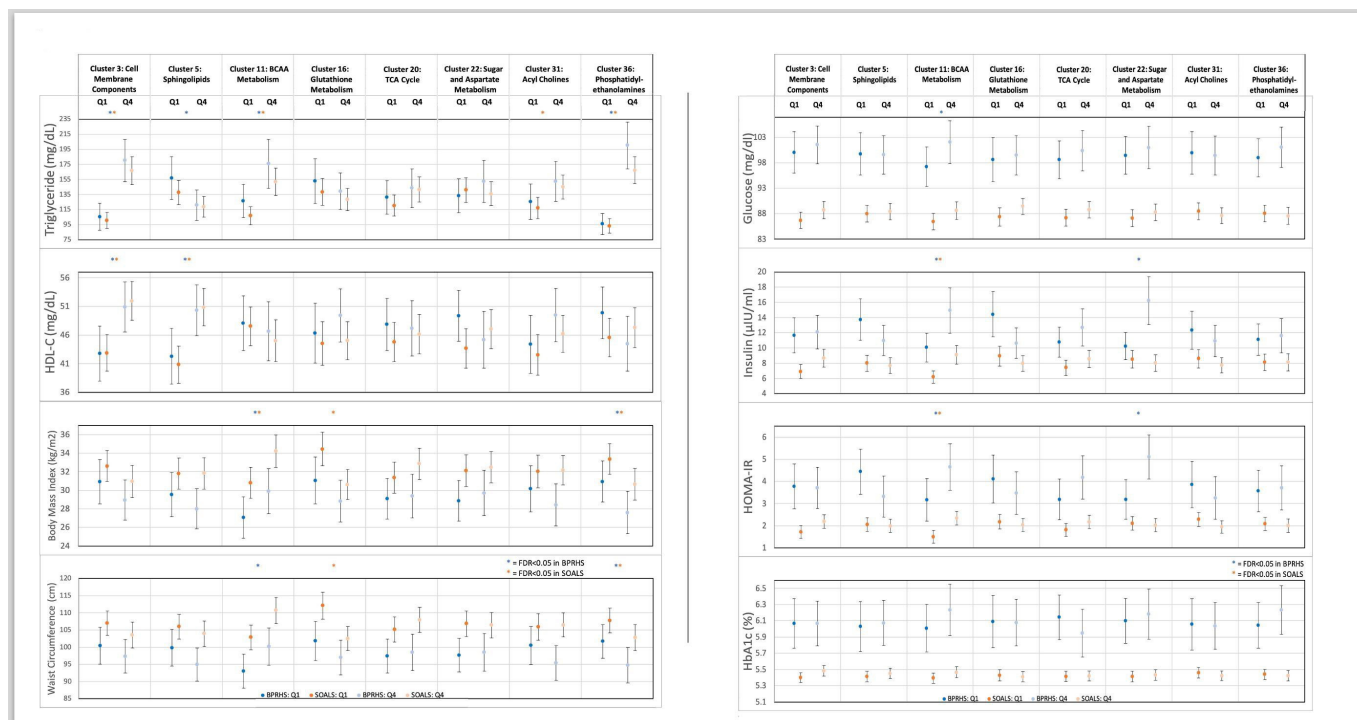 Cluster 3: Cell Membrane Components
Cluster 5: Sphingolipids
Cluster 11: BCAA Metabolism
Cluster 16: Glutathione Metabolism
Cluster 20: TCA Cycle
Cluster 22: Sugar and Aspartate Metabolism
Cluster 31: Acyl Cholines
Cluster 36: Phosphatidyl-ethanolamines
Q1 Q4 Q1 Q4 Q1 Q4 Q1 Q4 Q1 Q4 Q1 Q4 Q1 Q4 Q1 Q4
** * ** * **
Triglyceride (mg/dL)
235
215
195
175
155
135
115
95
75
** **
HDL-C (mg/dL)
56
51
46
41
36
** * **
Body Mass Index (kg/m2)
36
34
32
30
28
26
24
* = FDR<0.05 in BPRHS
* = FDR<0.05 in SOALS
* * **
Waist Circumference (cm)
120
115
110
105
100
95
90
85
BPRHS: Q1 SOALS: Q1 BPRHS: Q4 SOALS: Q4
Cluster 3: Cell Membrane Components
Cluster 5: Sphingolipids
Cluster 11: BCAA Metabolism
Cluster 16: Glutathione Metabolism
Cluster 20: TCA Cycle
Cluster 22: Sugar and Aspartate Metabolism
Cluster 31: Acyl Cholines
Cluster 36: Phosphatidyl-ethanolamines
Q1 Q4 Q1 Q4 Q1 Q4 Q1 Q4 Q1 Q4 Q1 Q4 Q1 Q4 Q1 Q4
*
Glucose (mg/dl)
103
98
93
88
83
** *
Insulin (µIU/ml)
20
18
16
14
12
10
8
6
4
** *
HOMA-IR
6
5
4
3
2
1
HbA1c (%)
6.5
6.3
6.1
5.9
5.7
5.5
5.3
5.1
BPRHS: Q1 SOALS: Q1 BPRHS: Q4 SOALS: Q4